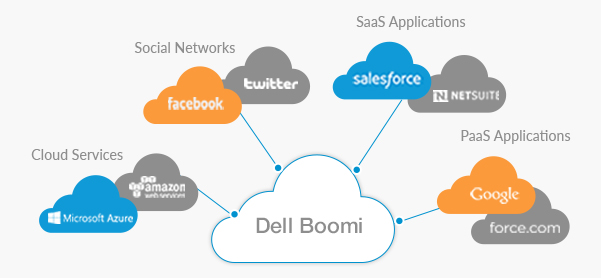 SaaS Applications
Social Networks
salesforce
twitter
NETSUITE
facebook
PaaS Applications
Cloud Services
amazon
web services
Google
Microsoft Azure
Dell Boomi
force.com